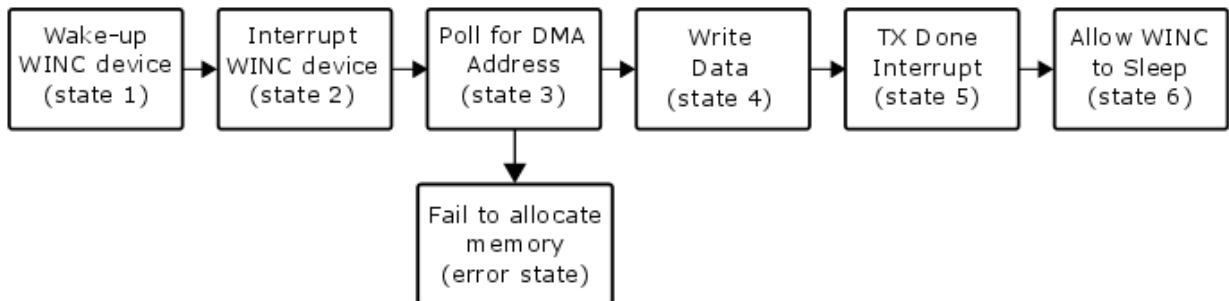 Wake-up
WINC device
(state 1)
Interrupt
WINC device
(state 2)
Poll for DMA
Address
(state 3)
Write
Data
(state 4)
TX Done
Interrupt
(state 5)
Allow WINC
to Sleep
(state 6)
Fail to allocate
memory
(error state)